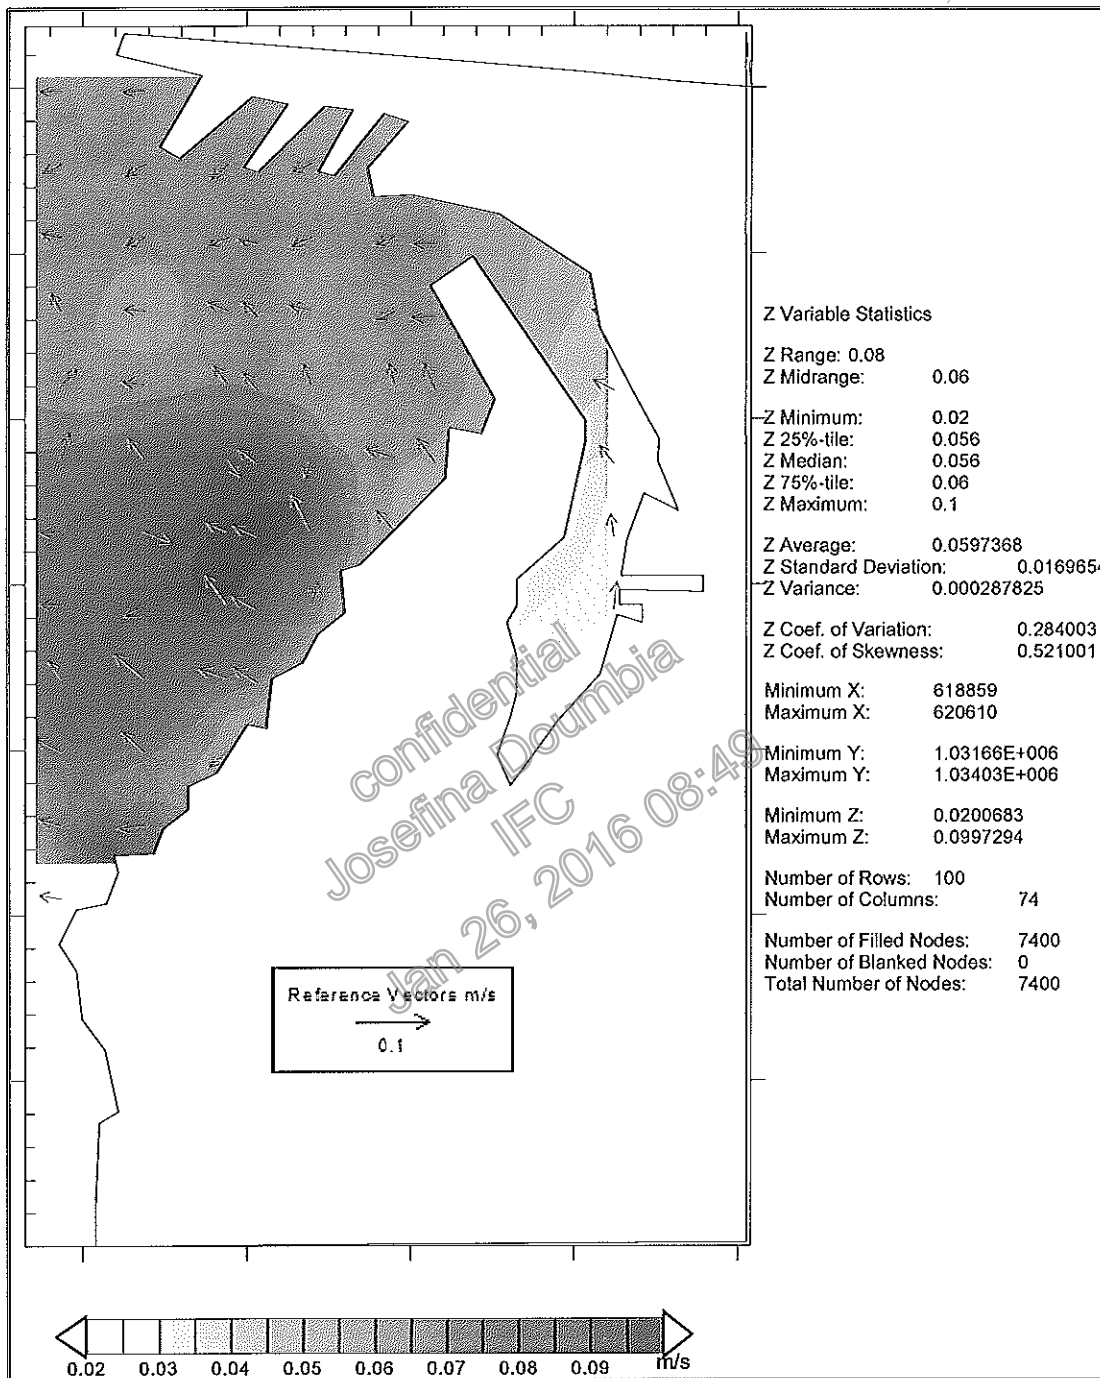 Z Variable Statistics
Z Range: 0.08
Z Midrange: 0.06
Z Minimum: 0.02
Z 25%-tile: 0.056
Z Median: 0.056
Z 75%-tile: 0.06
Z Maximum: 0.1
Z Average: 0.0597368
Z Standard Deviation: 0.0169654
Z Variance: 0.000287825
Z Coef. of Variation: 0.284003
Z Coef. of Skewness: 0.521001
Minimum X: 618859
Maximum X: 620610
Minimum Y: 1.03166E+006
Maximum Y: 1.03403E+006
Minimum Z: 0.0200683
Maximum Z: 0.0997294
Number of Rows: 100
Number of Columns: 74
Number of Filled Nodes: 7400
Number of Blanked Nodes: 0
Total Number of Nodes: 7400
confidential
Josefina Doumbia
IFC
Jan 26, 2016 08:49
Reference Vectors m/s
0.1
0.02 0.03 0.04 0.05 0.06 0.07 0.08 0.09 m/s